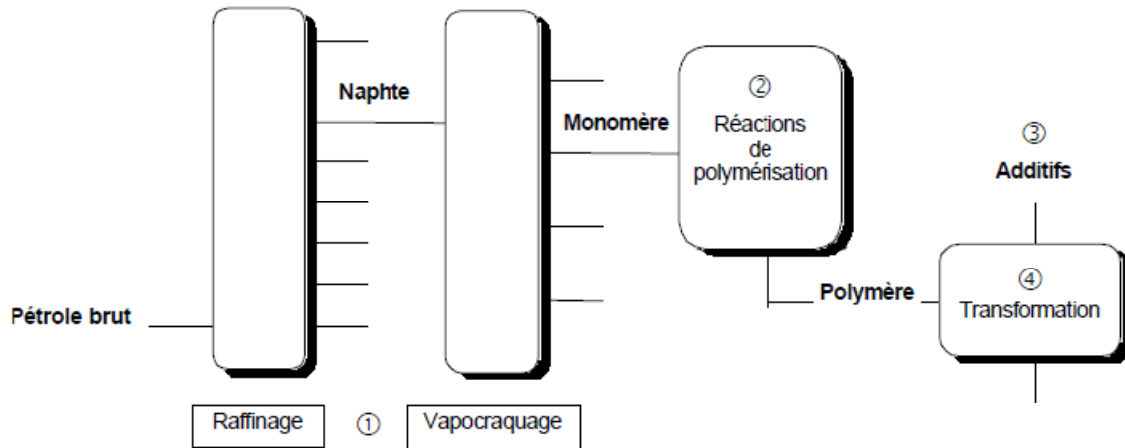 Naphte
Monomère
②
Réactions
de
polymérisation
③
Additifs
Pétrole brut
Polymère
④
Transformation
Raffinage
①
Vapocraquage